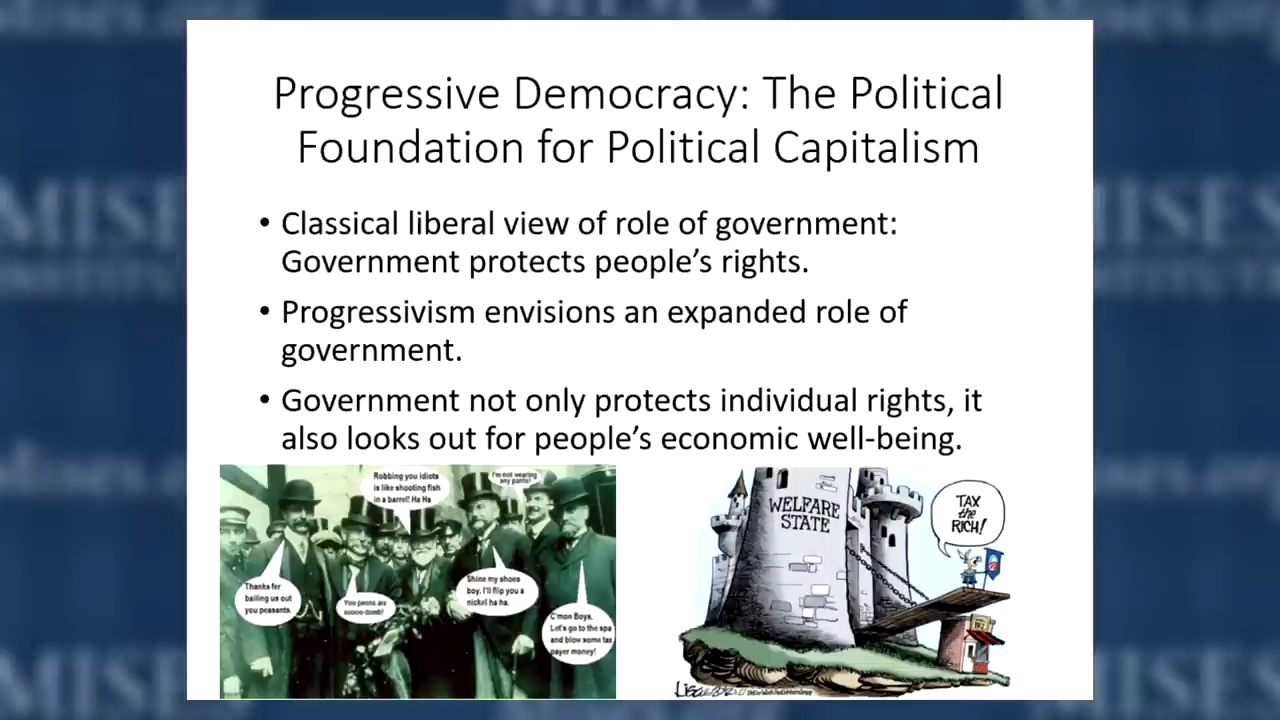 Progressive Democracy: The Political
Foundation for Political Capitalism
• Classical liberal view of role of government:
Government protects people's rights.
• Progressivism envisions an expanded role of
government.
• Government not only protects individual rights, it
also looks out for people's economic well-being.
Robbing you idiots
is like shooting fish
in a barrel! Ha Ha
I'm not wearing
any pants!
Thanks for
bailing us out
you peasants.
You peons are
Shine my shoes
boy, I'll flip you a
nickel ha ha.
C'mon Boys,
Let's go to the spa
and blow some tax
payer money!
WELFARE
STATE
TAX
the
RICH!
MISES
MISES